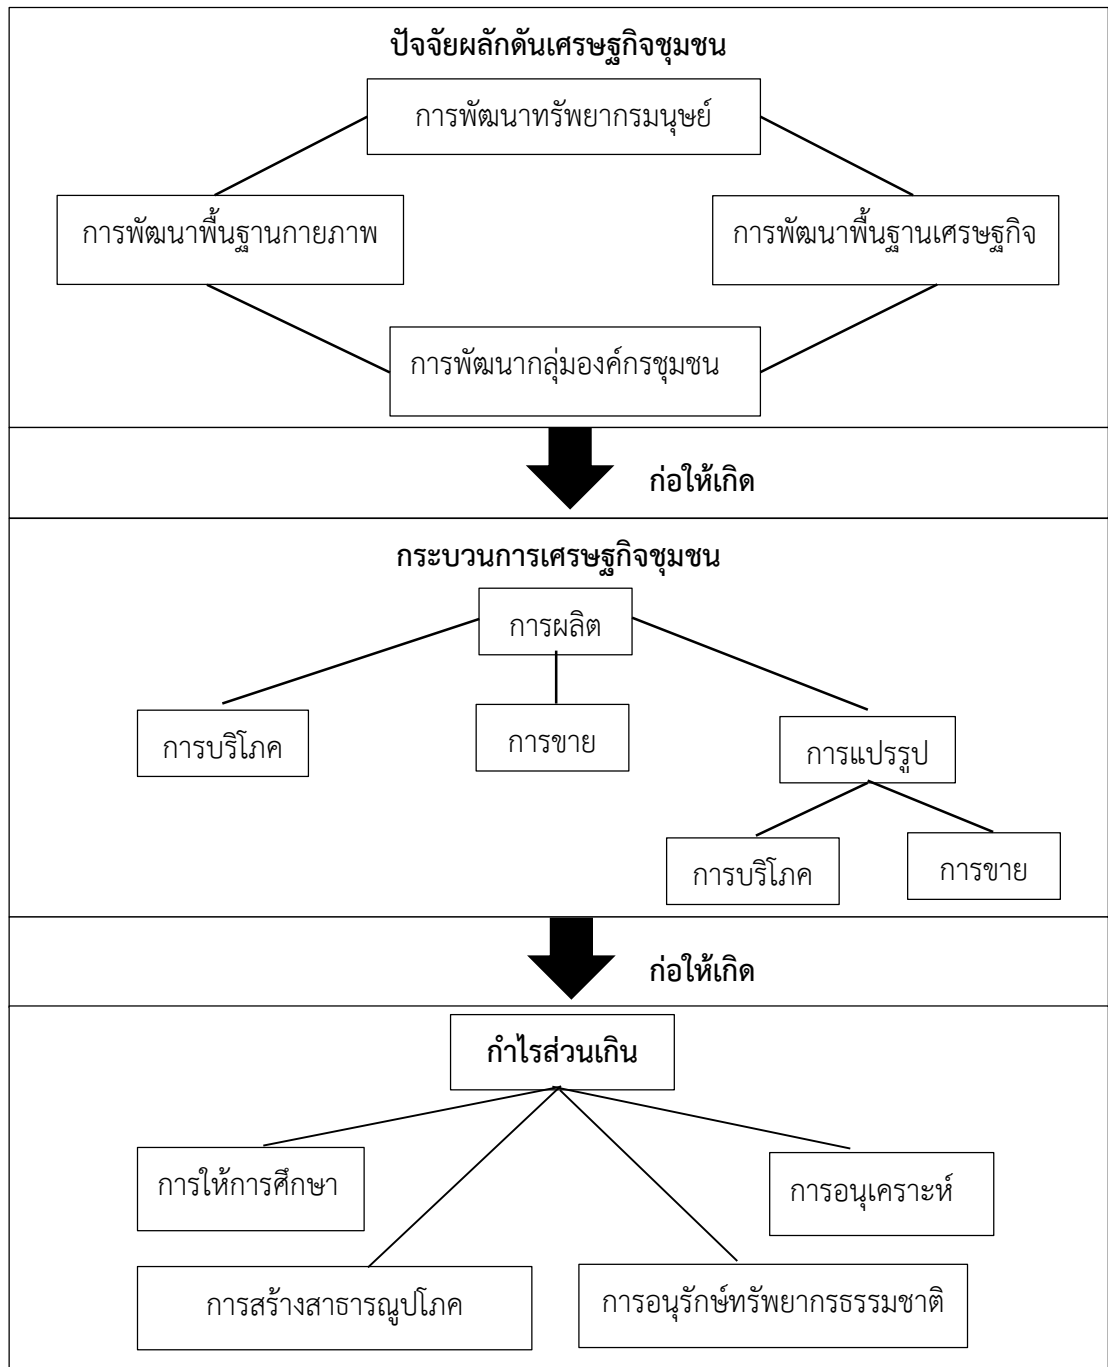 ปัจจัยผลักดันเศรษฐกิจชุมชน
การพัฒนาทรัพยากรมนุษย์
การพัฒนาพื้นฐานกายภาพ
การพัฒนาพื้นฐานเศรษฐกิจ
การพัฒนากลุ่มองค์กรชุมชน
ก่อให้เกิด
กระบวนการเศรษฐกิจชุมชน
การผลิต
การบริโภค
การขาย
การแปรรูป
การบริโภค
การขาย
ก่อให้เกิด
กำไรส่วนเกิน
การให้การศึกษา
การอนุเคราะห์
การสร้างสาธารณูปโภค
การอนุรักษ์ทรัพยากรธรรมชาติ